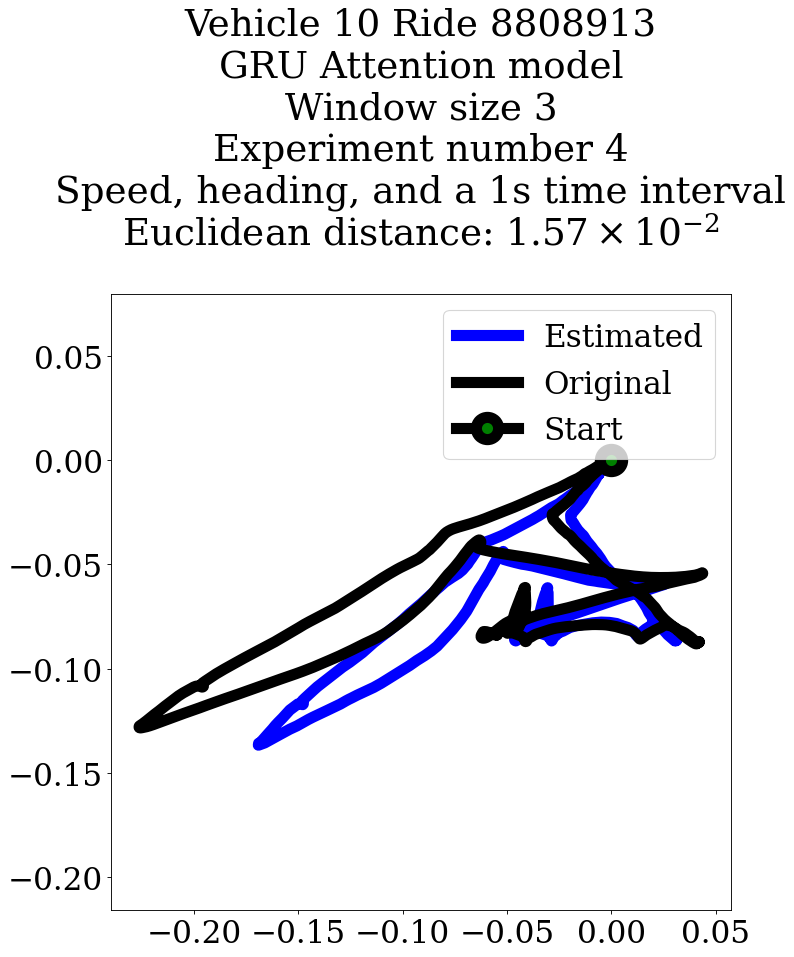 Vehicle 10 Ride 8808913
GRU Attention model
Window size 3
Experiment number 4
Speed, heading, and a 1s time interval
Euclidean distance: 1.57 × 10⁻²
Estimated
Original
Start
0.05
0.00
−0.05
−0.10
−0.15
−0.20
−0.20 −0.15 −0.10 −0.05 0.00 0.05